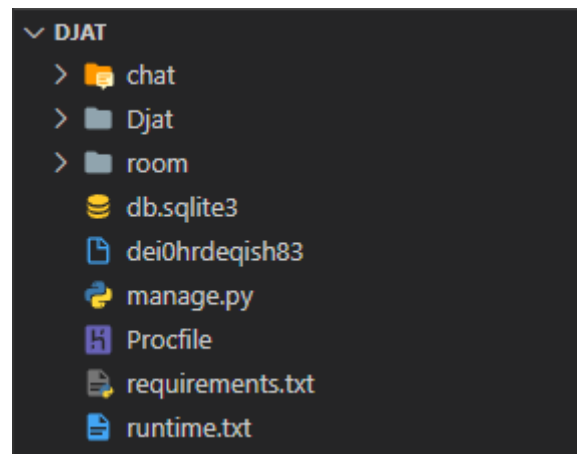 DJAT
chat
Djat
room
db.sqlite3
dei0hrdeqish83
manage.py
Procfile
requirements.txt
runtime.txt